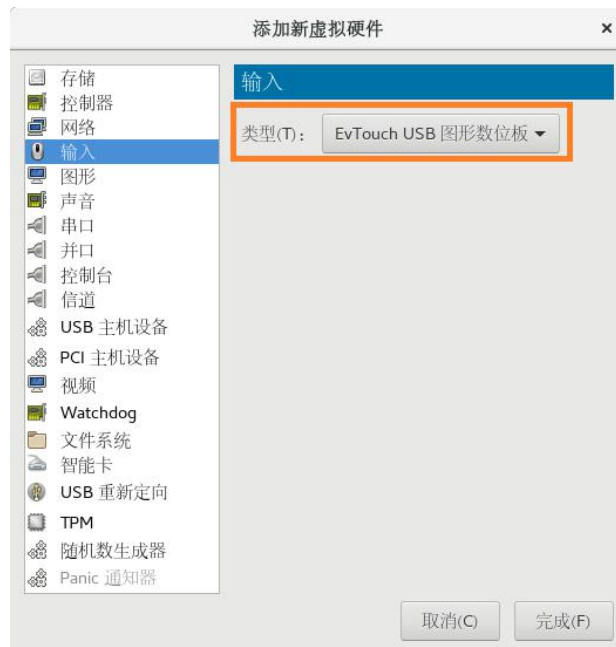 添加新虚拟硬件 ×
存储
控制器
网络
输入
图形
声音
串口
并口
控制台
信道
USB 主机设备
PCI 主机设备
视频
Watchdog
文件系统
智能卡
USB 重新定向
TPM
随机数生成器
Panic 通知器
输入
类型(T)： EvTouch USB 图形数位板
取消(C) 完成(F)